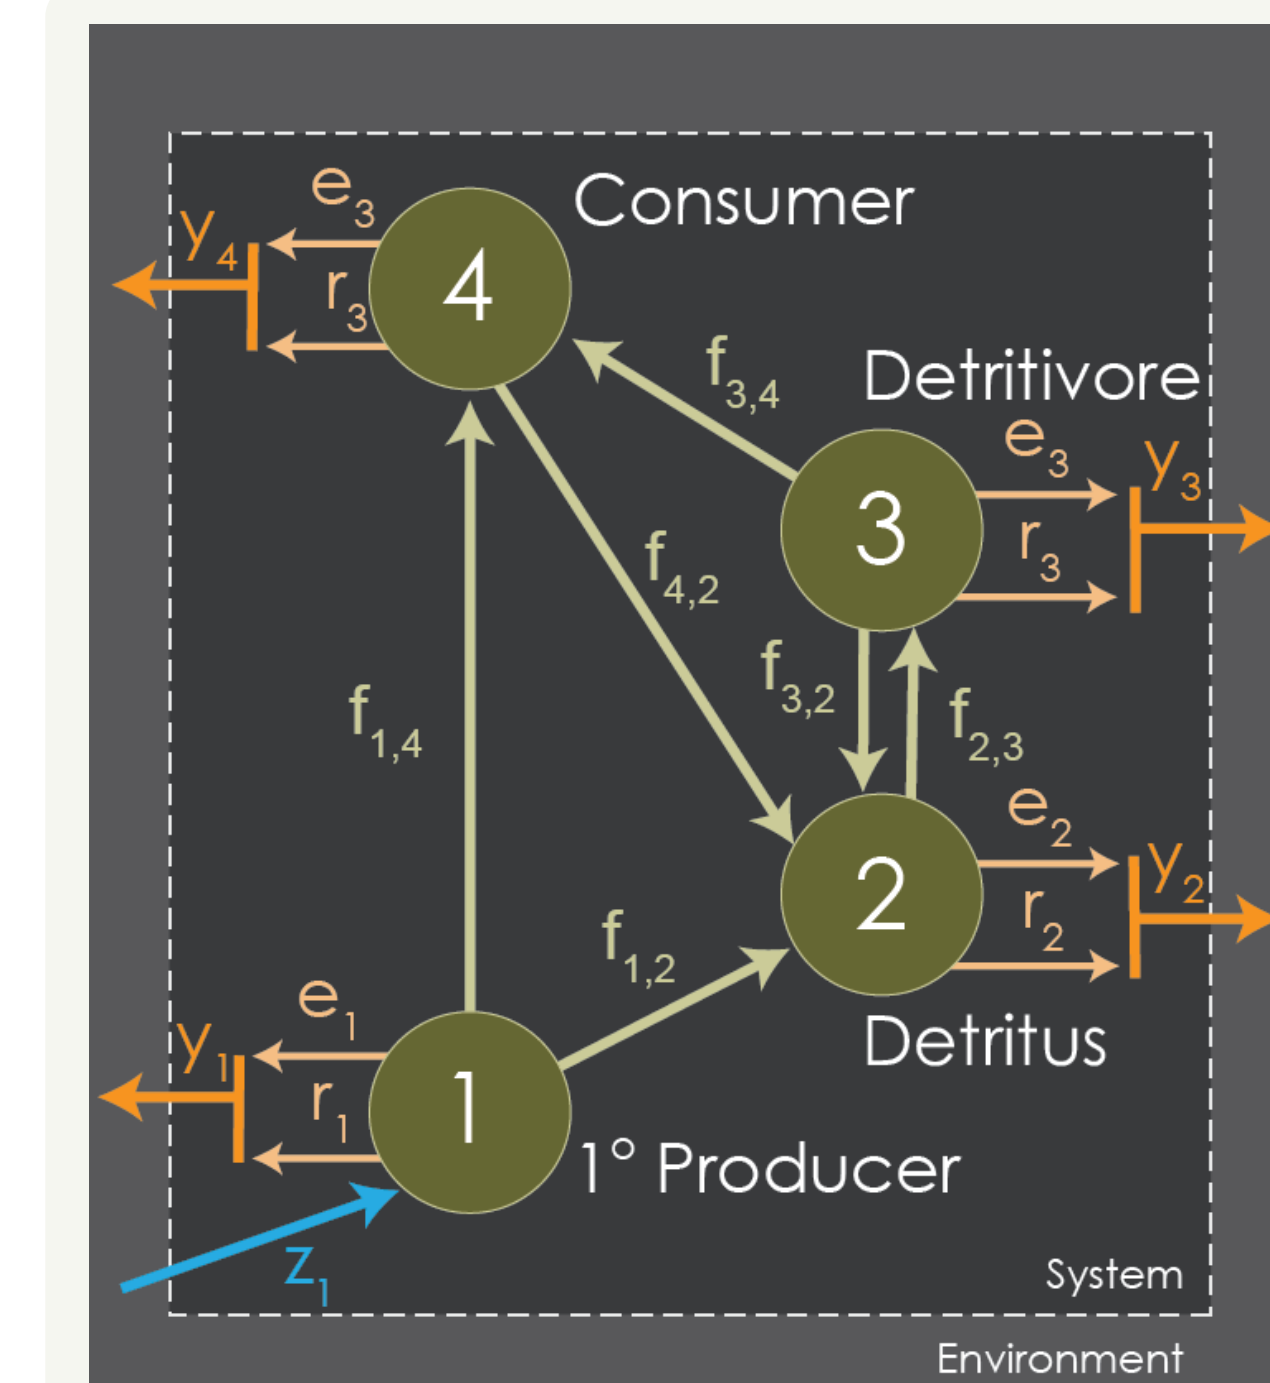 e3
Consumer
y4
4
r3
f3,4
Detritivore
e3
y3
3
r3
f4,2
f3,2
f2,3
f1,4
e2
y2
2
r2
f1,2
e1
Detritus
y1
1
r1
1° Producer
z1
System
Environment